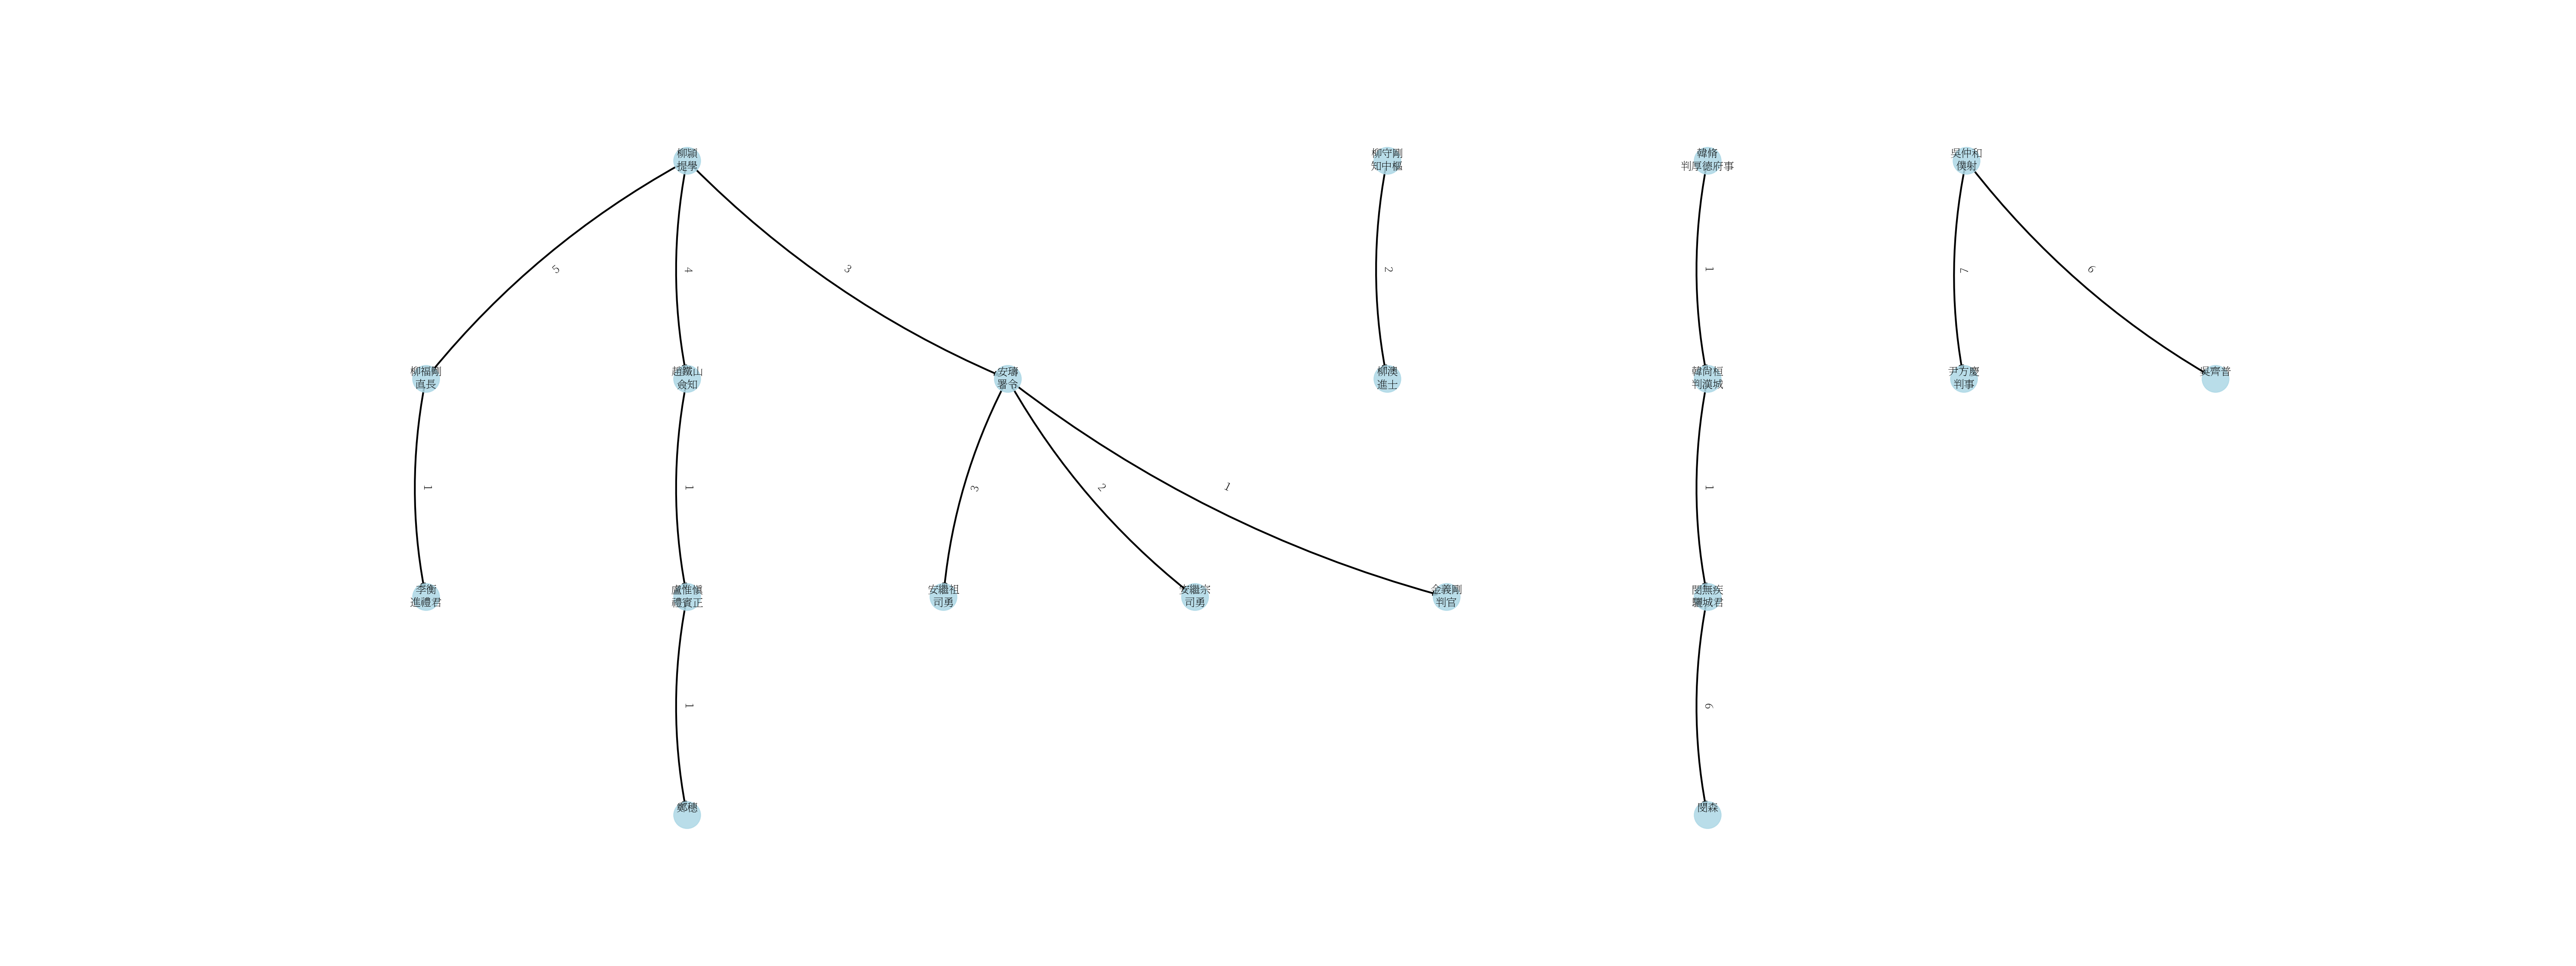 柳頴
提學
柳守剛
知中樞
韓脩
判厚德府事
吳仲和
僕射
5
4
3
2
1
7
6
柳福剛
直長
趙鐵山
僉知
安璹
署令
柳澳
進士
韓尙桓
判漢城
尹方慶
判事
吳齊普
1
1
3
2
1
1
李衡
進禮君
盧惟愼
禮賓正
安繼祖
司勇
安繼宗
司勇
金義剛
判官
閔無疾
驪城君
1
6
鄭穗
閔森